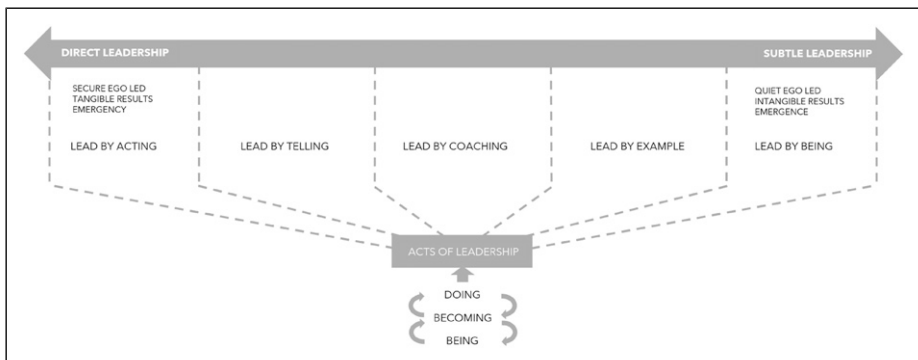 DIRECT LEADERSHIP
SUBTLE LEADERSHIP
SECURE EGO LED
TANGIBLE RESULTS
EMERGENCY
QUIET EGO LED
INTANGIBLE RESULTS
EMERGENCE
LEAD BY ACTING
LEAD BY TELLING
LEAD BY COACHING
LEAD BY EXAMPLE
LEAD BY BEING
ACTS OF LEADERSHIP
DOING
BECOMING
BEING